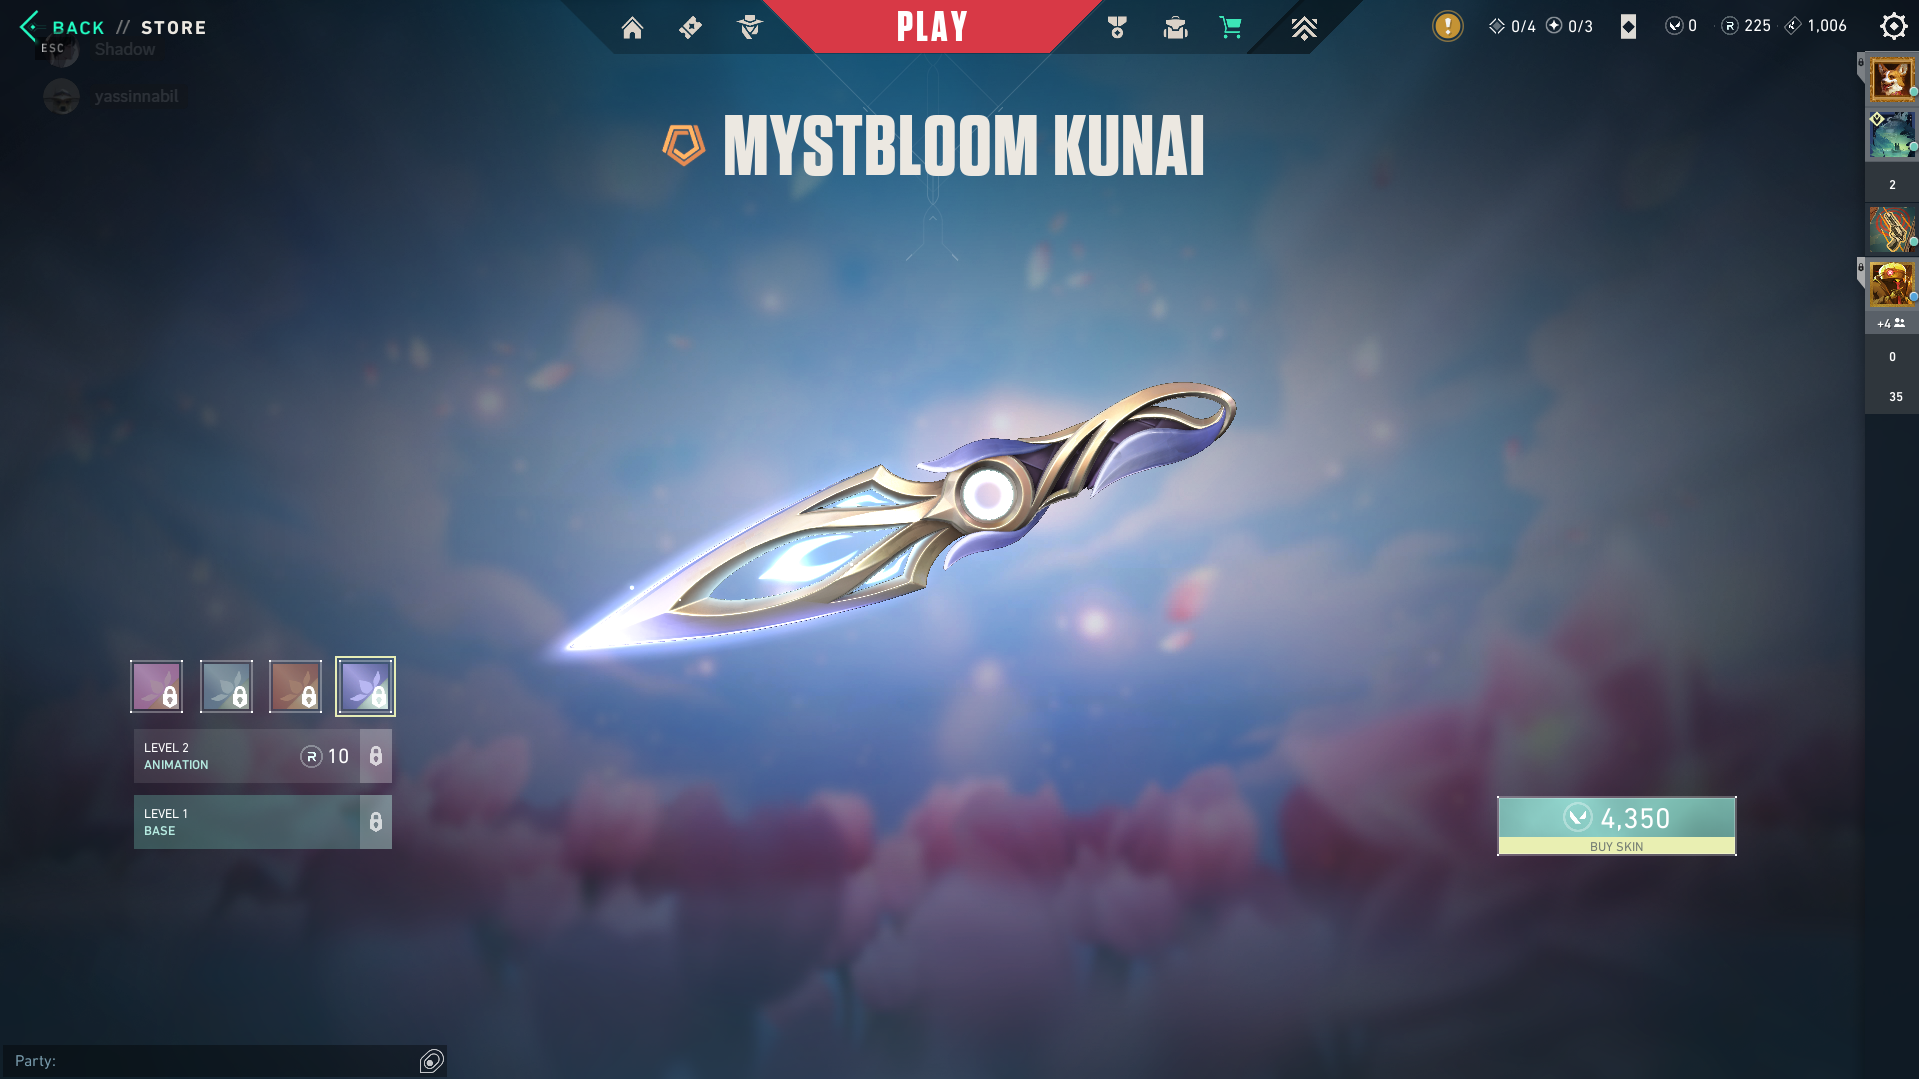 BACK // STORE
ESC
Shadow
yassinnabil
PLAY
0/4
0/3
0
R 225
1,006
MYSTBLOOM KUNAI
2
+4
0
35
LEVEL 2
ANIMATION
R 10
LEVEL 1
BASE
4,350
BUY SKIN
Party: